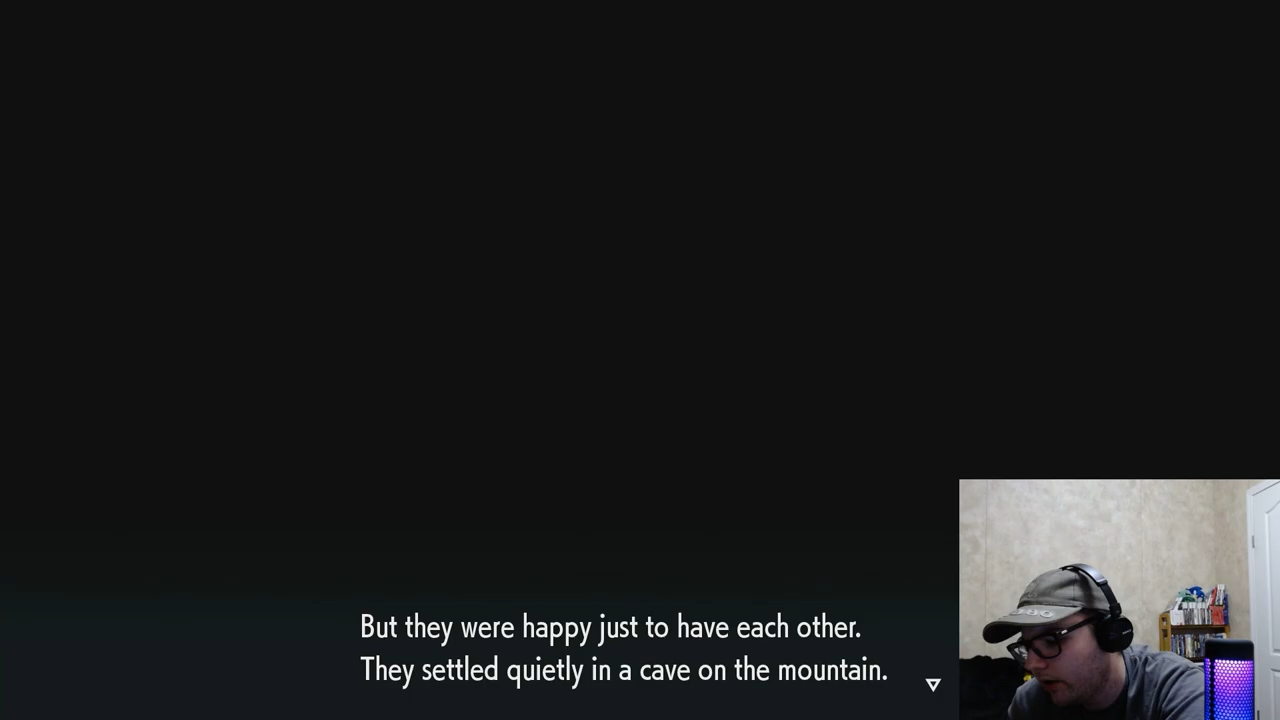 But they were happy just to have each other.
They settled quietly in a cave on the mountain.